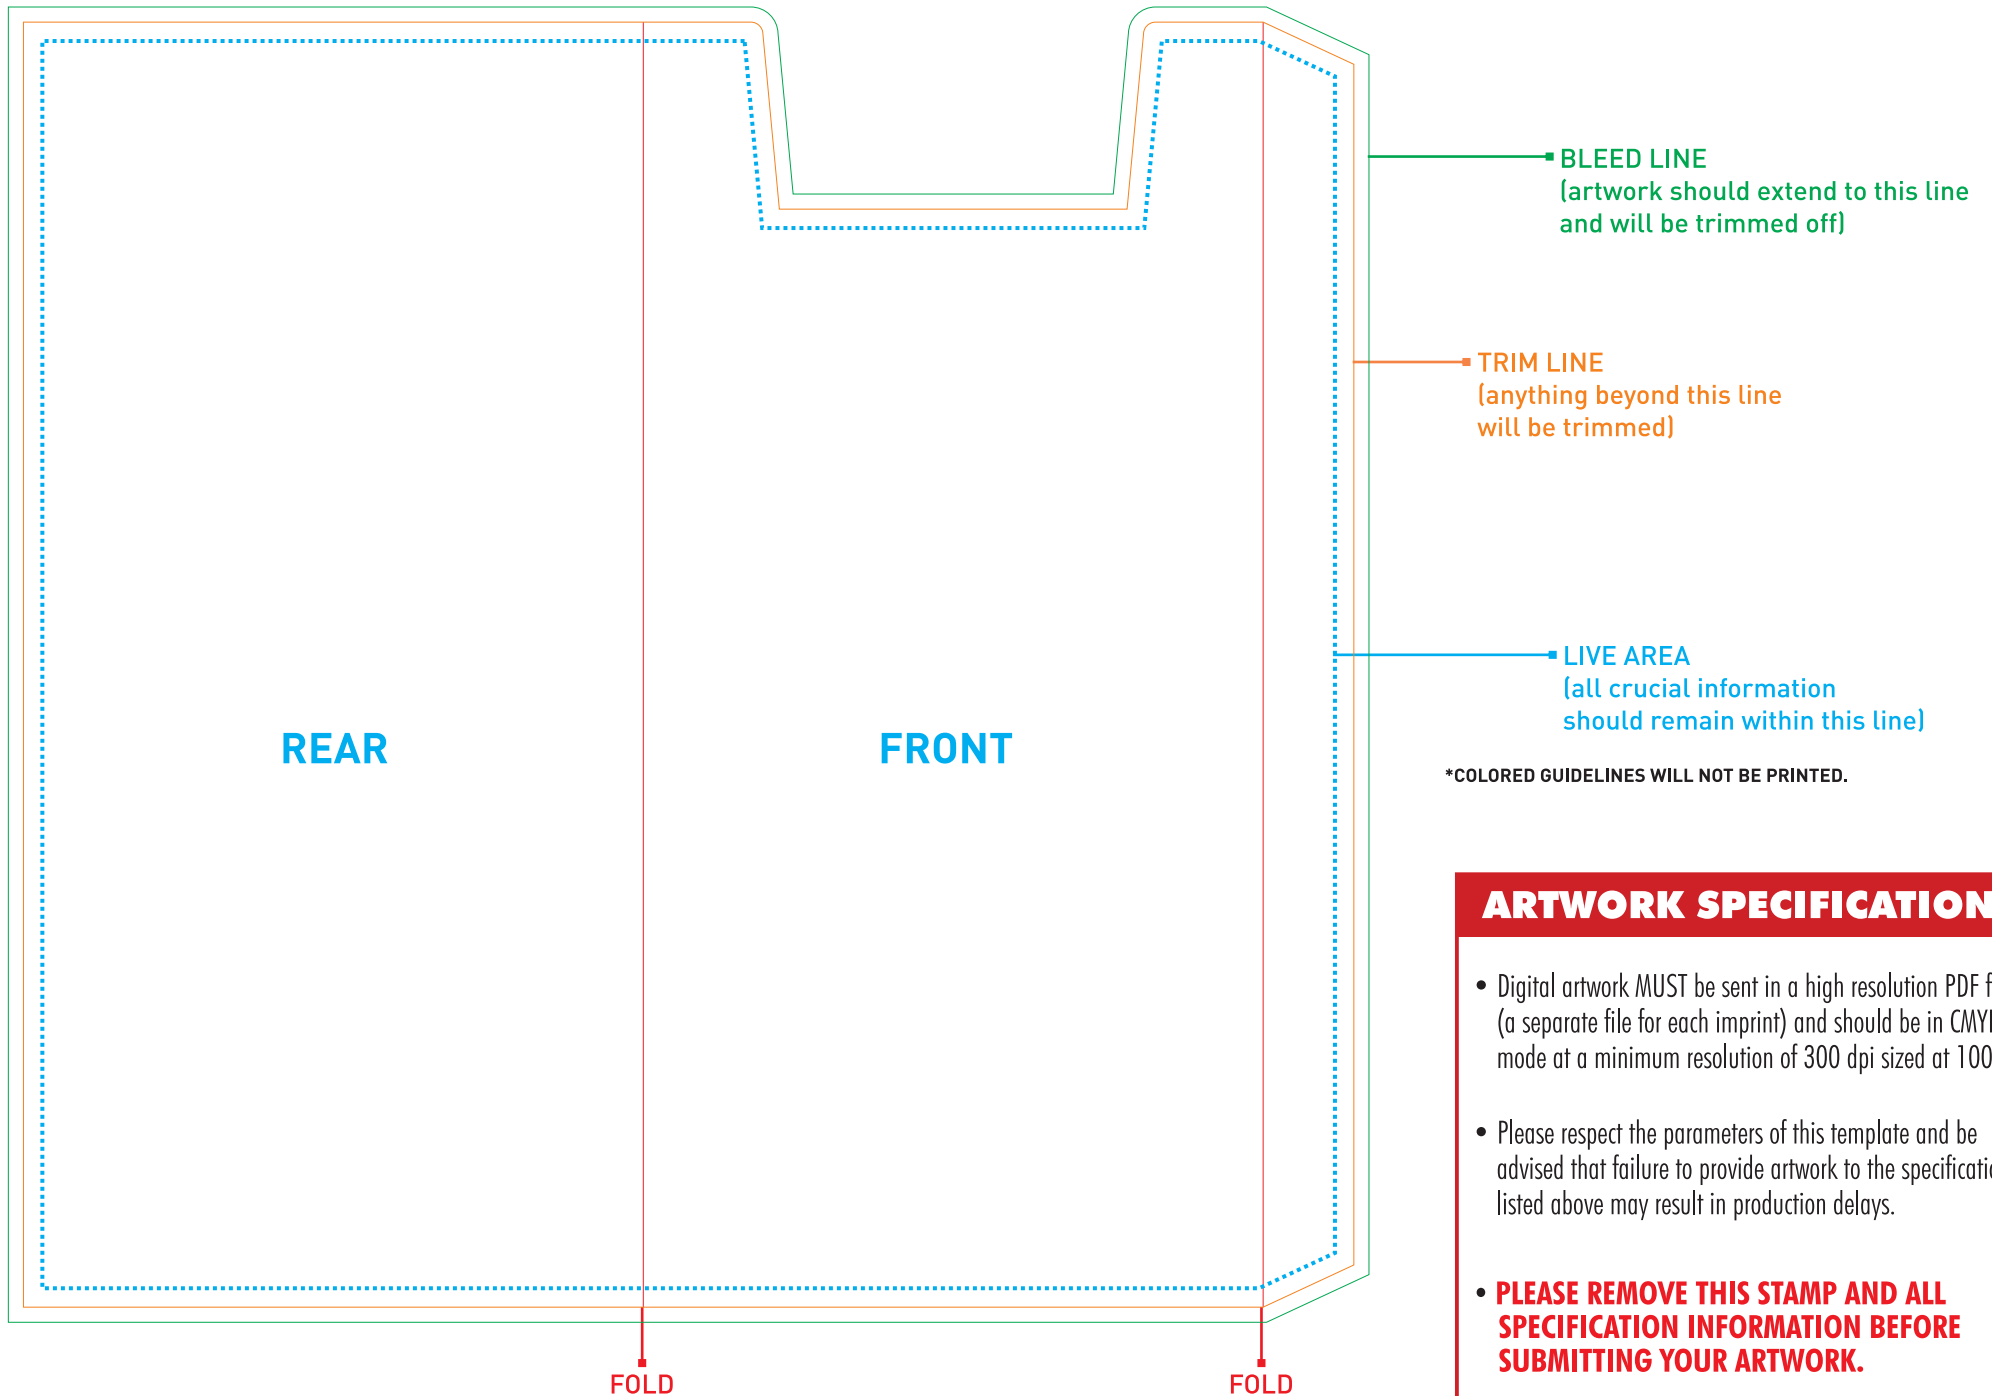 BLEED LINE
(artwork should extend to this line
and will be trimmed off)
TRIM LINE
(anything beyond this line
will be trimmed)
LIVE AREA
(all crucial information
should remain within this line)
REAR
FRONT
*COLORED GUIDELINES WILL NOT BE PRINTED.
ARTWORK SPECIFICATION
• Digital artwork MUST be sent in a high resolution PDF
(a separate file for each imprint) and should be in
mode at a minimum resolution of 300 dpi sized at 100
• Please respect the parameters of this template and be
advised that failure to provide artwork to the
listed above may result in production delays.
• PLEASE REMOVE THIS STAMP AND ALL
SPECIFICATION INFORMATION BEFORE
SUBMITTING YOUR ARTWORK.
FOLD
FOLD